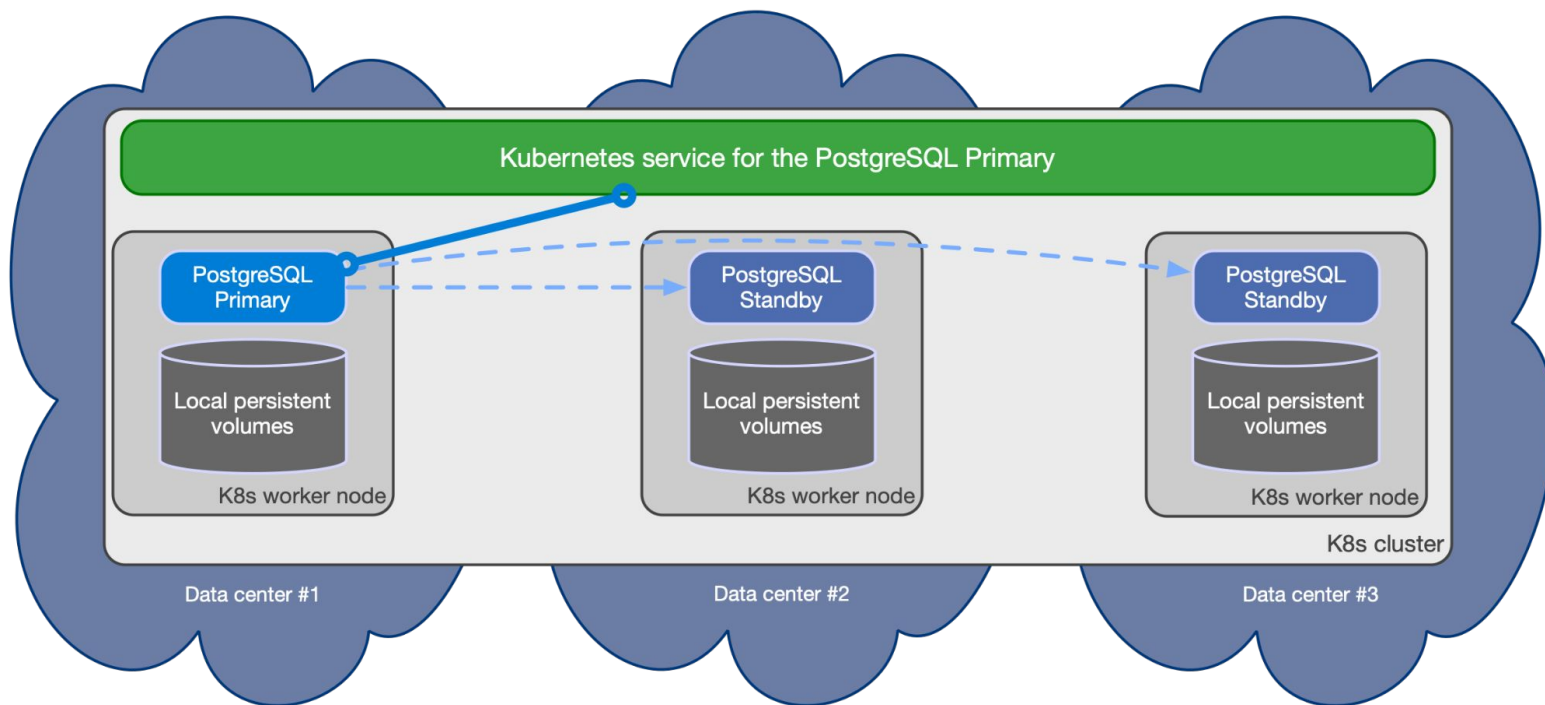 Kubernetes service for the PostgreSQL Primary
PostgreSQL
Primary
PostgreSQL
Standby
PostgreSQL
Standby
Local persistent
volumes
Local persistent
volumes
Local persistent
volumes
K8s worker node
K8s worker node
K8s worker node
K8s cluster
Data center #1
Data center #2
Data center #3